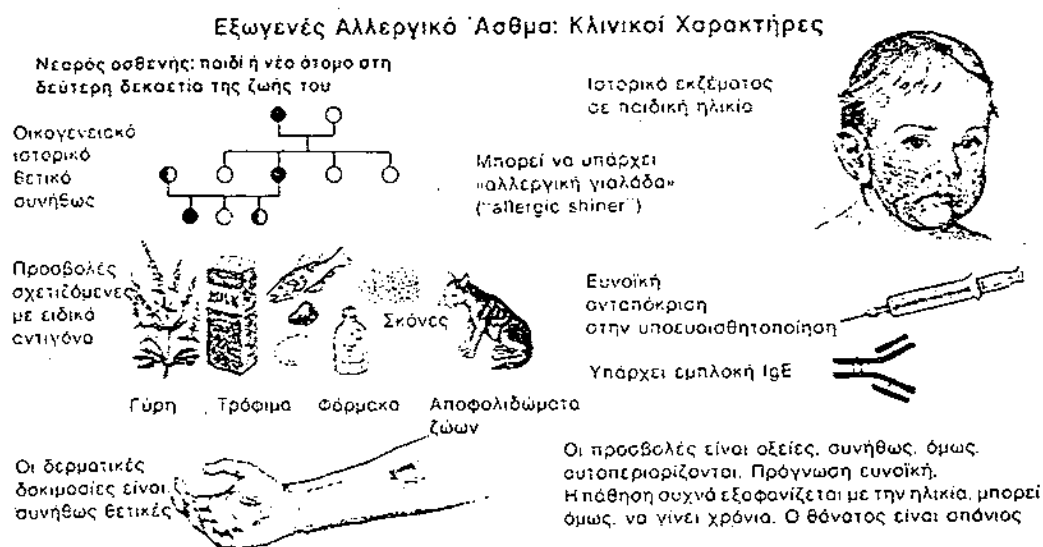 Εξωγενές Αλλεργικό Άσθμα: Κλινικοί Χαρακτήρες
Νεαρός ασθενής: παιδί ή νέο άτομο στη
δεύτερη δεκαετία της ζωής του
Οικογενειακό
ιστορικό
θετικό
συνήθως
Ιστορικό εκζέματος
σε παιδική ηλικία
Μπορεί να υπάρχει
«αλλεργική γιαλάδα»
("allergic shiner")
Προσβολές
σχετιζόμενες
με ειδικά
αντιγόνα
MILK
Σκόνες
Γύρη
Τρόφιμα
Φάρμακα
Αποφολιδώματα
ζώων
Ευνοϊκή
ανταπόκριση
στην υποευαισθητοποίηση
Υπάρχει εμπλοκή IgE
Οι δερματικές
δοκιμασίες είναι
συνήθως θετικές
Οι προσβολές είναι οξείες, συνήθως, όμως,
αυτοπεριορίζονται. Πρόγνωση ευνοϊκή.
Η πάθηση συχνά εξαφανίζεται με την ηλικία, μπορεί
όμως, να γίνει χρόνια. Ο θάνατος είναι σπάνιος